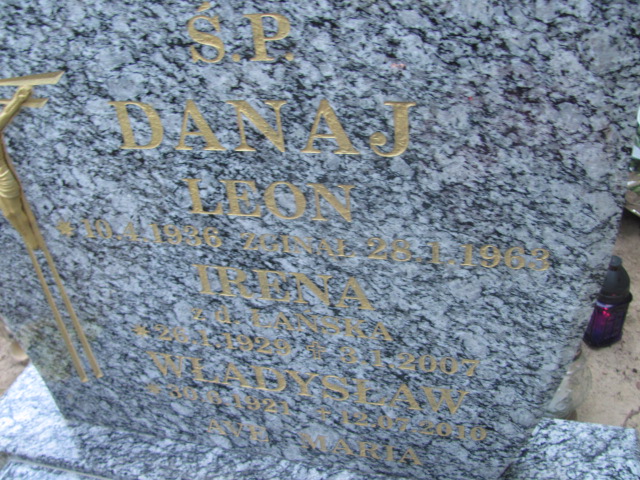 Ś.P.
DANAJ
LEON
*19.4.1936 ZGINĄŁ 28.1.1963
IRENA
z d. ŁAŃSKA
*28.1.1929 ✝ 3.1.2007
WŁADYSŁAW
*30.6.1921 ✝ 12.07.2010
AVE MARIA